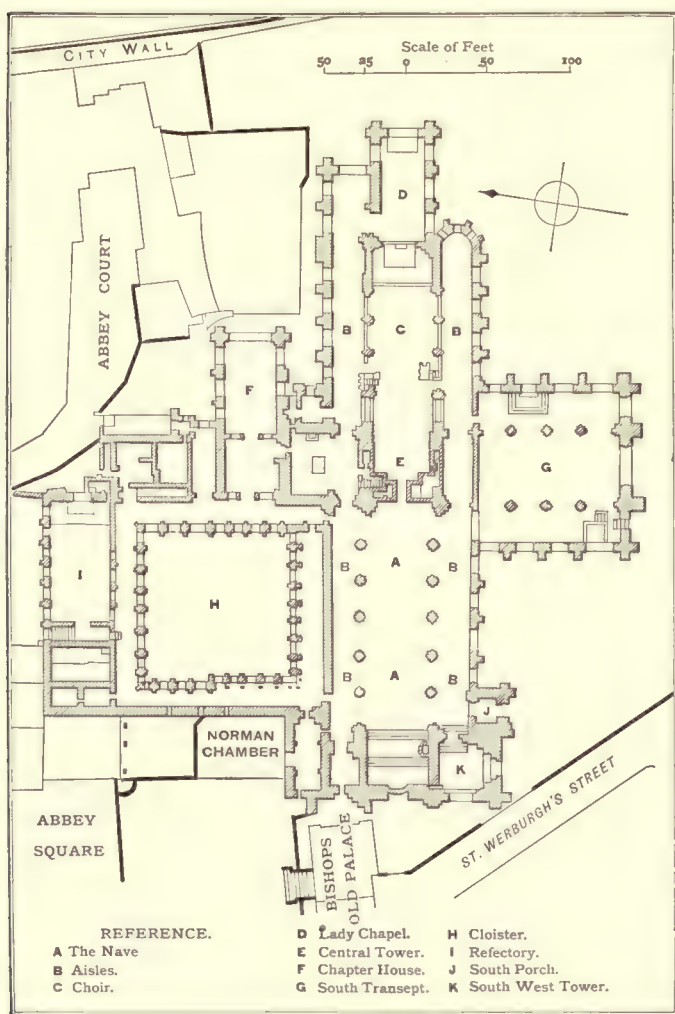 CITY WALL
Scale of Feet
50 25 0 50 100
ABBEY COURT
D
B C B
F
E
G
I
H
B A B
B A B
J
NORMAN
CHAMBER
K
ABBEY
SQUARE
BISHOPS
OLD PALACE
ST. WERBURGH'S STREET
REFERENCE.
A The Nave
B Aisles.
C Choir.
D Lady Chapel.
E Central Tower.
F Chapter House.
G South Transept.
H Cloister.
I Refectory.
J South Porch.
K South West Tower.